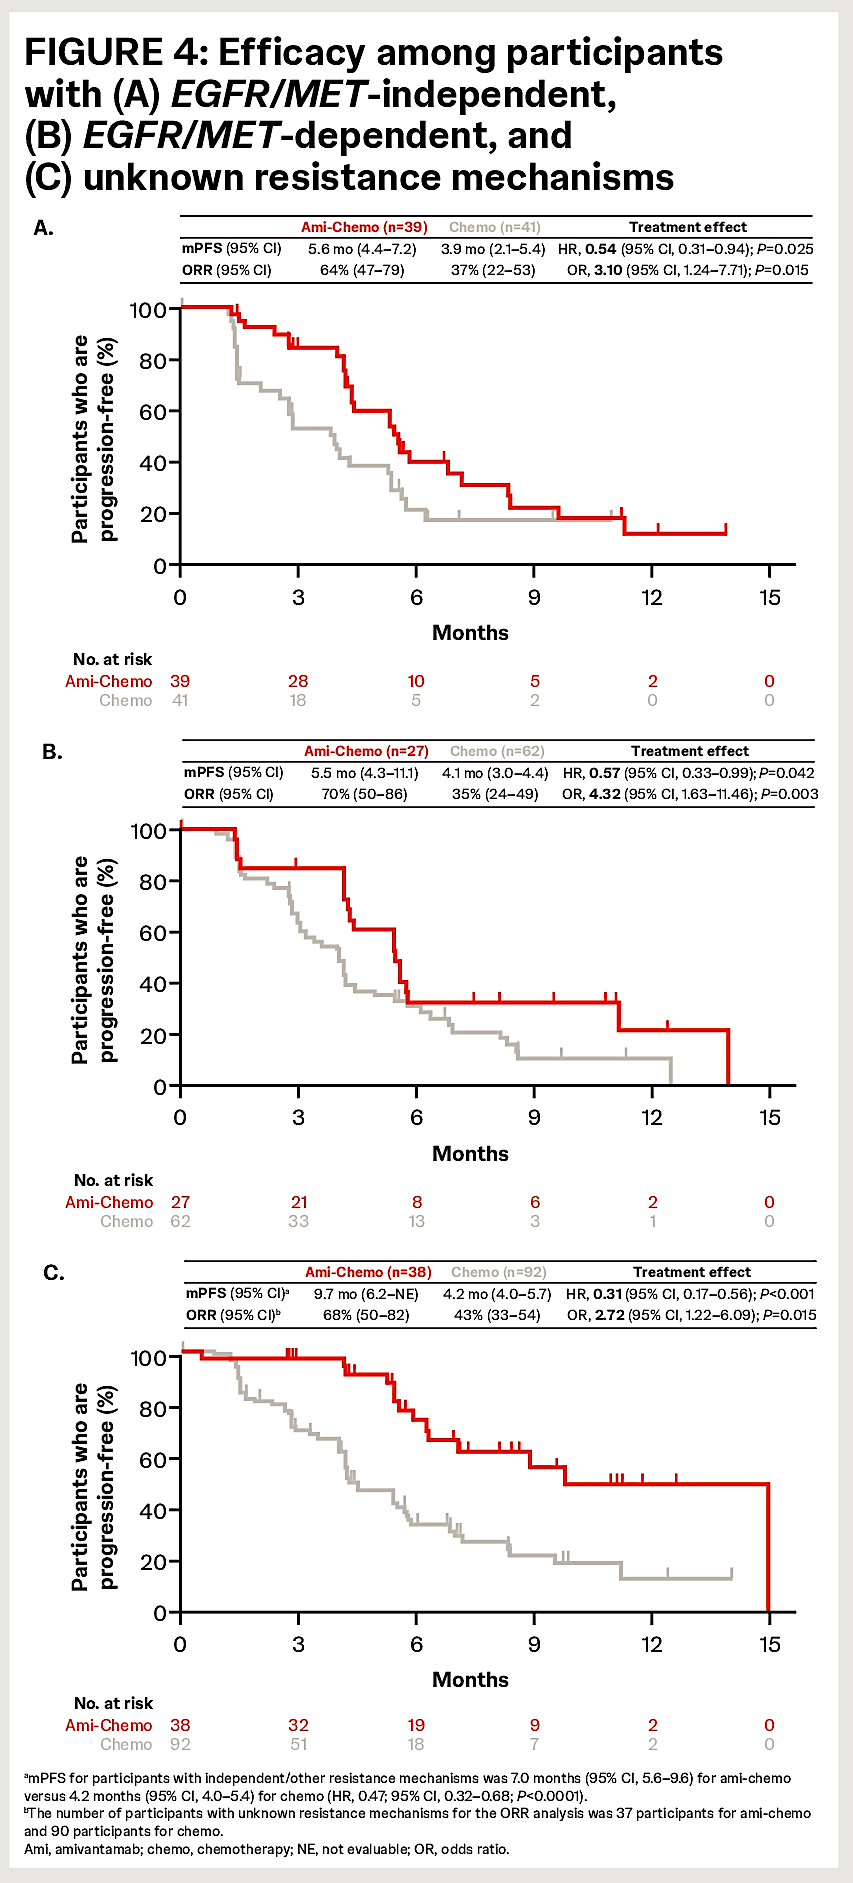 FIGURE 4: Efficacy among participants
with (A) EGFR/MET-independent,
(B) EGFR/MET-dependent, and
(C) unknown resistance mechanisms
A.
Ami-Chemo (n=39) Chemo (n=41) Treatment effect
mPFS (95% CI) 5.6 mo (4.4–7.2) 3.9 mo (2.1–5.4) HR, 0.54 (95% CI, 0.31–0.94); P=0.025
ORR (95% CI) 64% (47–79) 37% (22–53) OR, 3.10 (95% CI, 1.24–7.71); P=0.015
Participants who are
progression-free (%)
100
80
60
40
20
0
0 3 6 9 12 15
Months
No. at risk
Ami-Chemo 39 28 10 5 2 0
Chemo 41 18 5 2 0 0
B.
Ami-Chemo (n=27) Chemo (n=62) Treatment effect
mPFS (95% CI) 5.5 mo (4.3–11.1) 4.1 mo (3.0–4.4) HR, 0.57 (95% CI, 0.33–0.99); P=0.042
ORR (95% CI) 70% (50–86) 35% (24–49) OR, 4.32 (95% CI, 1.63–11.46); P=0.003
Participants who are
progression-free (%)
100
80
60
40
20
0
0 3 6 9 12 15
Months
No. at risk
Ami-Chemo 27 21 8 6 2 0
Chemo 62 33 13 3 1 0
C.
Ami-Chemo (n=38) Chemo (n=92) Treatment effect
mPFS (95% CI)ᵃ 9.7 mo (6.2–NE) 4.2 mo (4.0–5.7) HR, 0.31 (95% CI, 0.17–0.56); P<0.001
ORR (95% CI)ᵇ 68% (50–82) 43% (33–54) OR, 2.72 (95% CI, 1.22–6.09); P=0.015
Participants who are
progression-free (%)
100
80
60
40
20
0
0 3 6 9 12 15
Months
No. at risk
Ami-Chemo 38 32 19 9 2 0
Chemo 92 51 18 7 2 0
ᵃmPFS for participants with independent/other resistance mechanisms was 7.0 months (95% CI, 5.6–9.6) for ami-chemo
versus 4.2 months (95% CI, 4.0–5.4) for chemo (HR, 0.47; 95% CI, 0.32–0.68; P<0.0001).
ᵇThe number of participants with unknown resistance mechanisms for the ORR analysis was 37 participants for ami-chemo
and 90 participants for chemo.
Ami, amivantamab; chemo, chemotherapy; NE, not evaluable; OR, odds ratio.